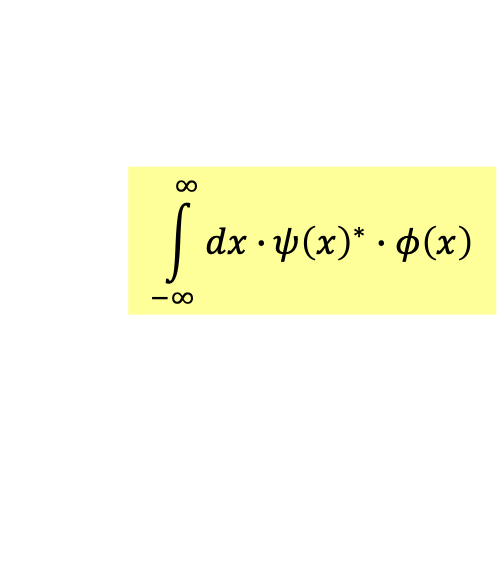 ∫_{−∞}^{∞} dx · ψ(x)* · ϕ(x)